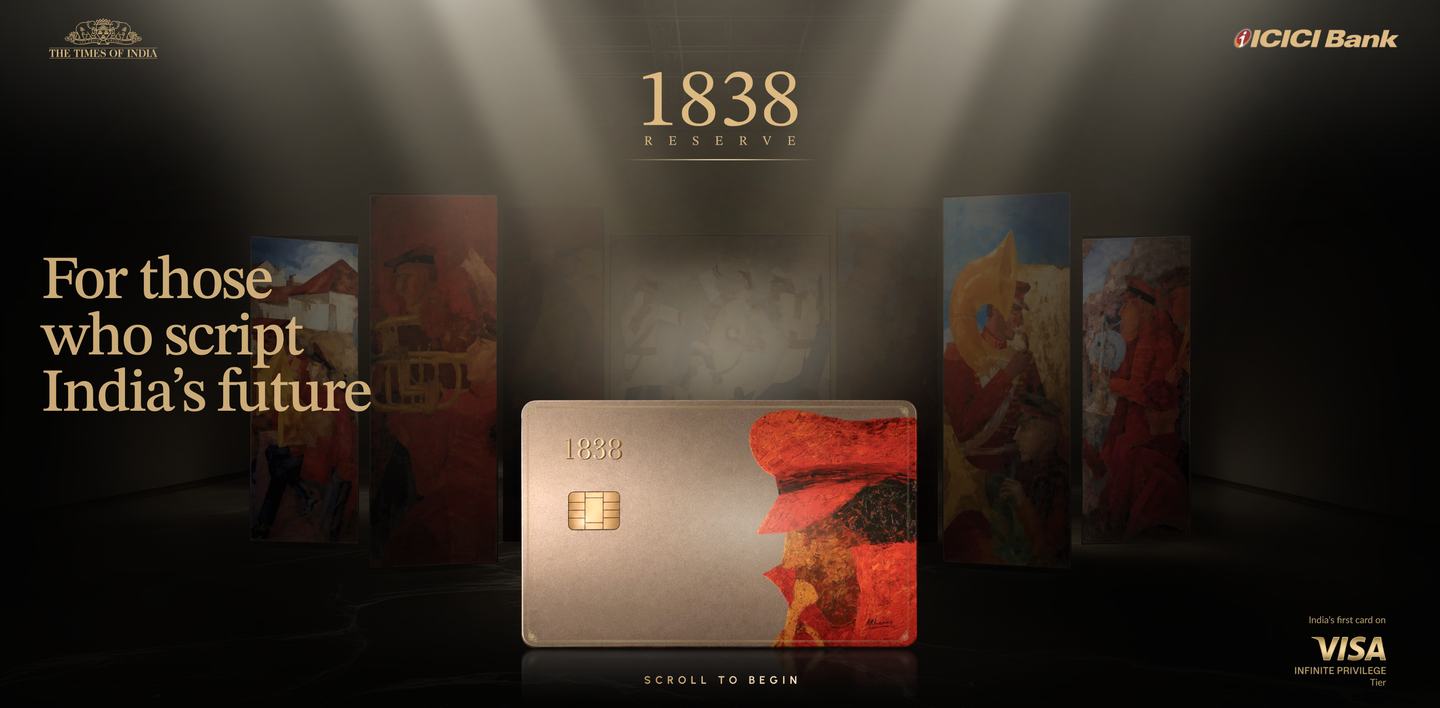 THE TIMES OF INDIA
ICICI Bank
1838
RESERVE
For those
who script
India's future
1838
SCROLL TO BEGIN
India's first card on
VISA
INFINITE PRIVILEGE
Tier